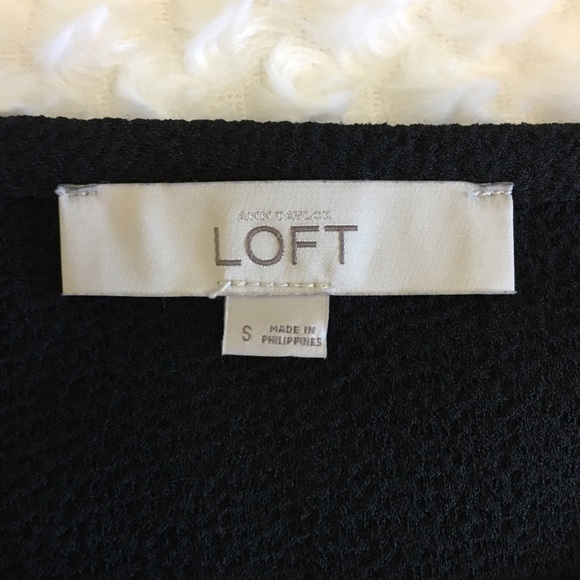 ANN TAYLOR
LOFT
S
MADE IN
PHILIPPINES